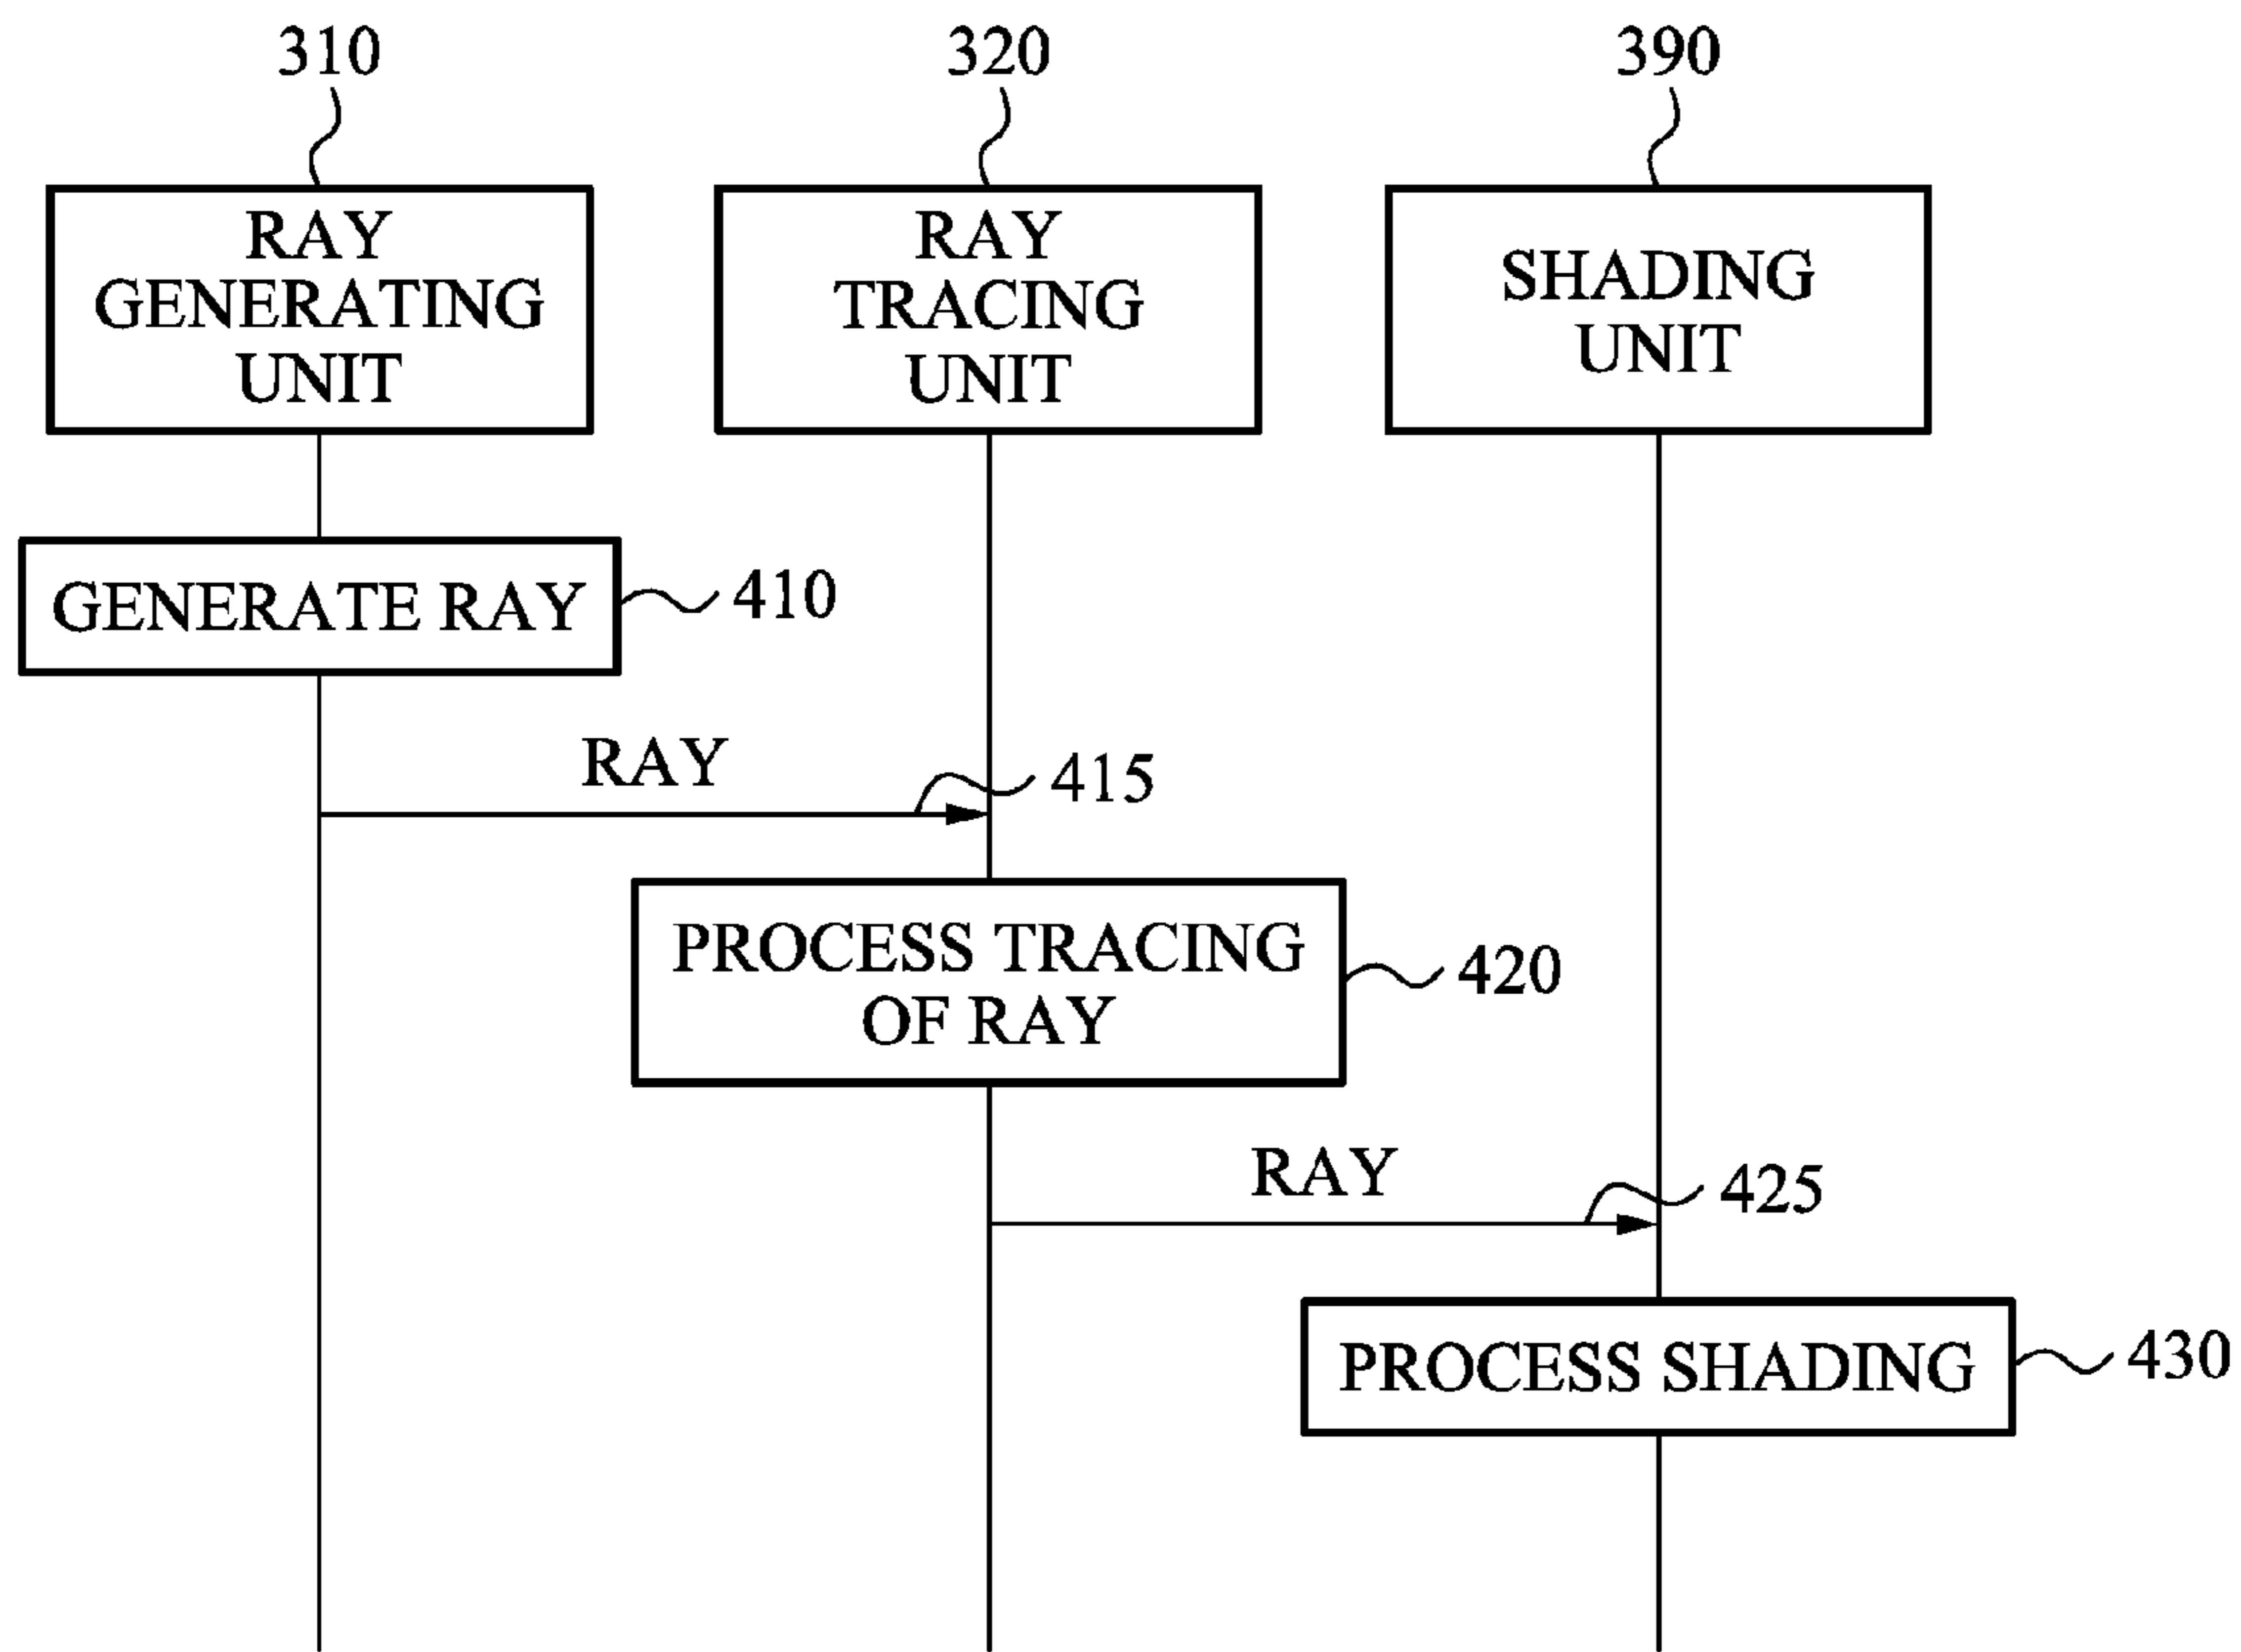 310
320
390
RAY
GENERATING
UNIT
RAY
TRACING
UNIT
SHADING
UNIT
GENERATE RAY
410
RAY
415
PROCESS TRACING
OF RAY
420
RAY
425
PROCESS SHADING
430